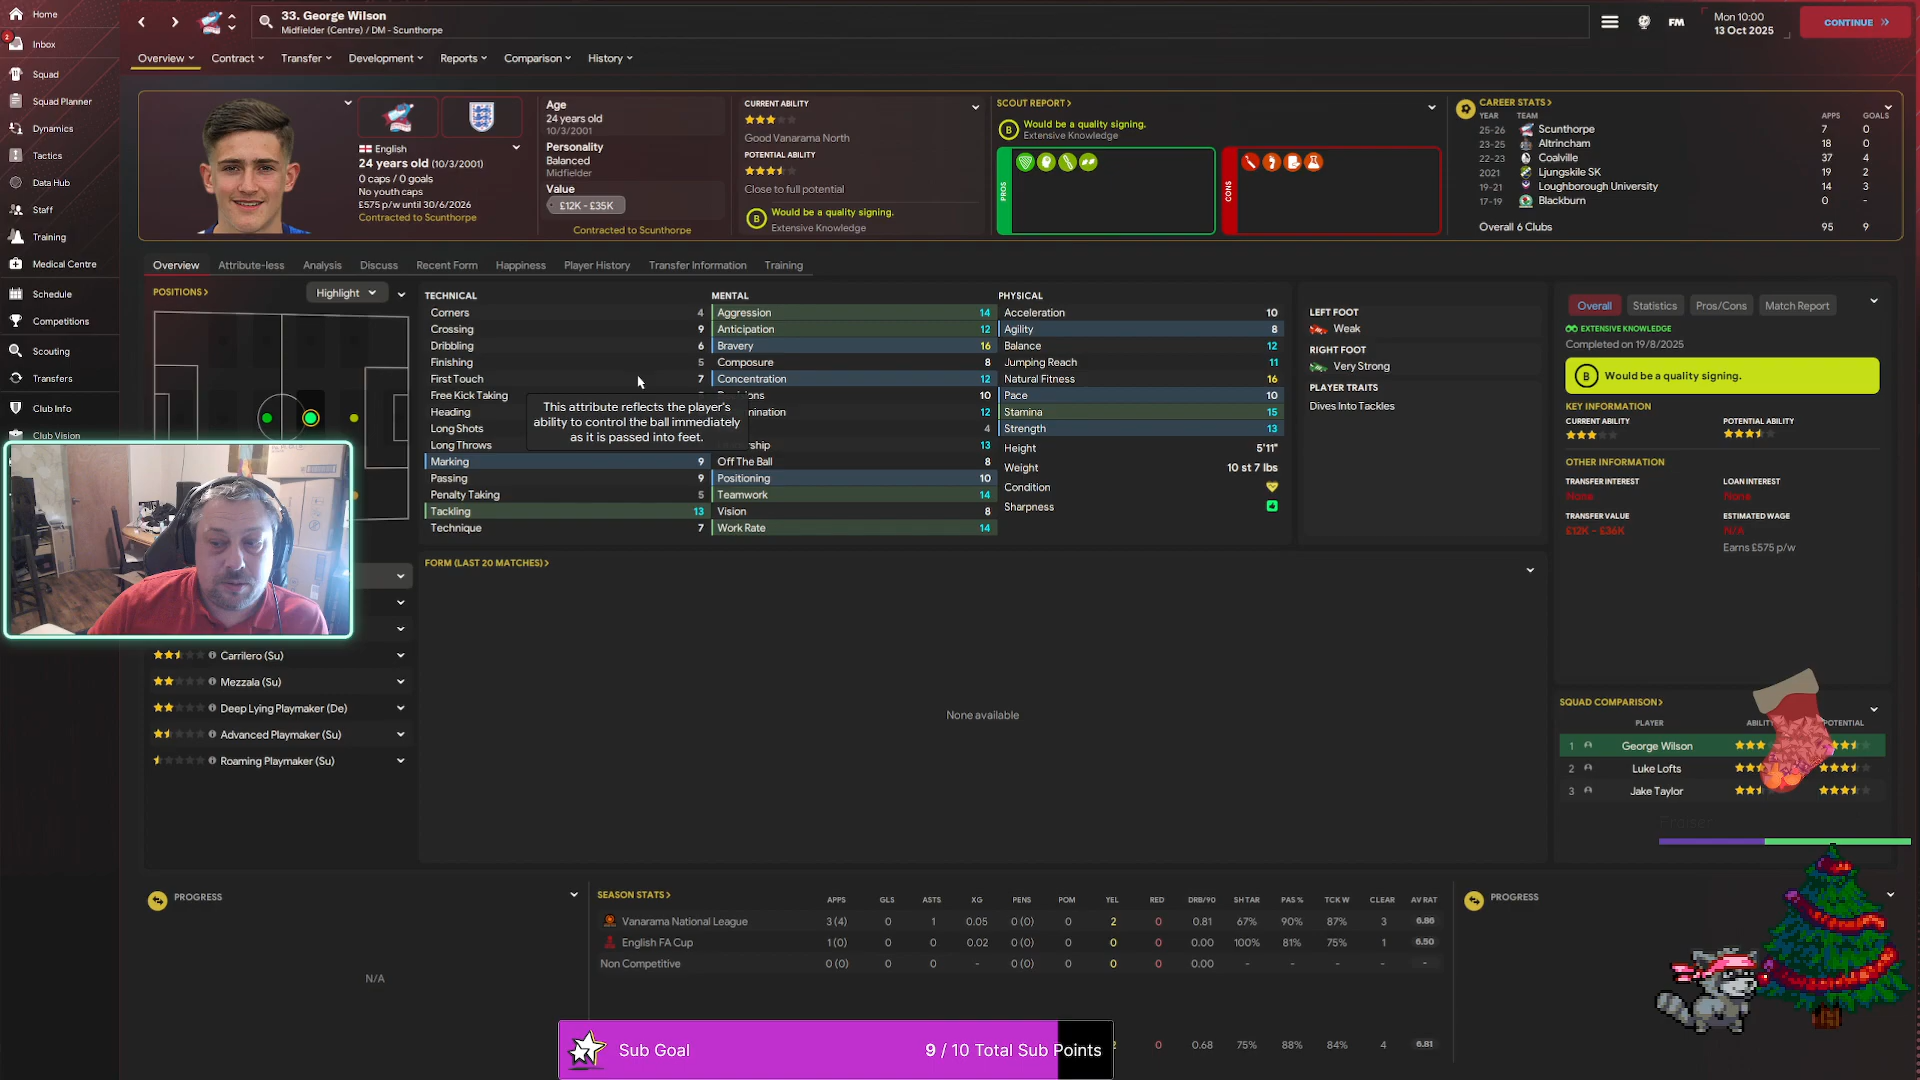 Home
33. George Wilson
Midfielder (Centre) / DM - Scunthorpe
FM
Mon 10:00
13 Oct 2025
CONTINUE
2
Inbox
Squad
Squad Planner
Dynamics
Tactics
Data Hub
Staff
Training
Medical Centre
Schedule
Competitions
Scouting
Transfers
Club Info
Club Vision
Overview
Contract
Transfer
Development
Reports
Comparison
History
English
24 years old (10/3/2001)
0 caps / 0 goals
No youth caps
£575 p/w until 30/6/2026
Contracted to Scunthorpe
Age
24 years old
10/3/2001
Personality
Balanced
Midfielder
Value
£12K - £35K
Contracted to Scunthorpe
CURRENT ABILITY
Good Vanarama North
POTENTIAL ABILITY
Close to full potential
B Would be a quality signing.
Extensive Knowledge
SCOUT REPORT >
B Would be a quality signing.
Extensive Knowledge
PROS
CONS
CAREER STATS >
YEAR TEAM APPS GOALS
25-26 Scunthorpe 7 0
23-25 Altrincham 18 0
22-23 Coalville 37 4
2021 Ljungskile SK 19 2
19-21 Loughborough University 14 3
17-19 Blackburn 0 -
Overall 6 Clubs 95 9
Overview Attribute-less Analysis Discuss Recent Form Happiness Player History Transfer Information Training
POSITIONS >
Highlight
TECHNICAL
Corners 4
Crossing 9
Dribbling 6
Finishing 5
First Touch 7
Free Kick Taking
Heading
Long Shots
Long Throws
Marking 9
Passing 9
Penalty Taking 5
Tackling 13
Technique 7
This attribute reflects the player's
ability to control the ball immediately
as it is passed into feet.
MENTAL
Aggression 14
Anticipation 12
Bravery 16
Composure 8
Concentration 12
10
12
4
13
Off The Ball 8
Positioning 10
Teamwork 14
Vision 8
Work Rate 14
PHYSICAL
Acceleration 10
Agility 8
Balance 12
Jumping Reach 11
Natural Fitness 16
Pace 10
Stamina 15
Strength 13
Height 5'11"
Weight 10 st 7 lbs
Condition
Sharpness
LEFT FOOT
Weak
RIGHT FOOT
Very Strong
PLAYER TRAITS
Dives Into Tackles
Overall Statistics Pros/Cons Match Report
EXTENSIVE KNOWLEDGE
Completed on 19/8/2025
B Would be a quality signing.
KEY INFORMATION
CURRENT ABILITY POTENTIAL ABILITY
OTHER INFORMATION
TRANSFER INTEREST LOAN INTEREST
None None
TRANSFER VALUE ESTIMATED WAGE
£12K - £36K N/A
Earns £575 p/w
Carrilero (Su)
Mezzala (Su)
Deep Lying Playmaker (De)
Advanced Playmaker (Su)
Roaming Playmaker (Su)
FORM (LAST 20 MATCHES) >
None available
SQUAD COMPARISON >
PLAYER ABILITY POTENTIAL
1 George Wilson
2 Luke Lofts
3 Jake Taylor
PROGRESS
N/A
SEASON STATS > APPS GLS ASTS XG PENS POM YEL RED DRB/90 SH TAR PAS % TCK W CLEAR AV RAT
Vanarama National League 3 (4) 0 1 0.05 0 (0) 0 2 0 0.81 67% 90% 87% 3 6.86
English FA Cup 1 (0) 0 0 0.02 0 (0) 0 0 0 0.00 100% 81% 75% 1 6.50
Non Competitive 0 (0) 0 0 - 0 (0) 0 0 0 0.00 - - - - -
0 0.68 75% 88% 84% 4 6.81
PROGRESS
Sub Goal 9 / 10 Total Sub Points